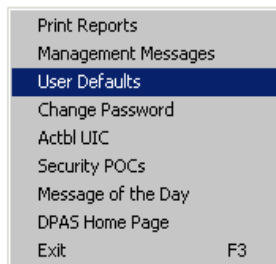 Print Reports
Management Messages
User Defaults
Change Password
Actbl UIC
Security POCs
Message of the Day
DPAS Home Page
Exit F3